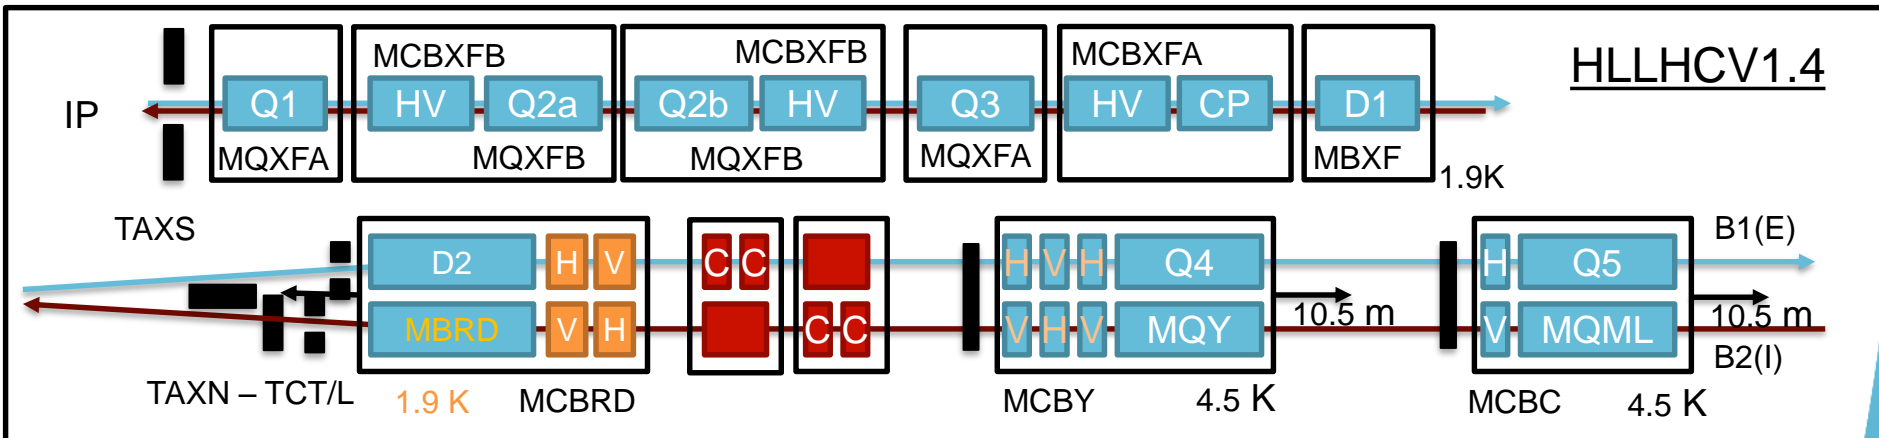 HLLHCV1.4
MCBXFB MCBXFB MCBXFA
IP Q1 HV Q2a Q2b HV Q3 HV CP D1
MQXFA MQXFB MQXFB MQXFA MBXF
1.9K
TAXS
B1(E)
D2 H V C C H V H Q4 H Q5
10.5 m 10.5 m
MBRD V H C C V H V MQY V MQML
B2(I)
TAXN – TCT/L 1.9 K MCBRD MCBY 4.5 K MCBC 4.5 K